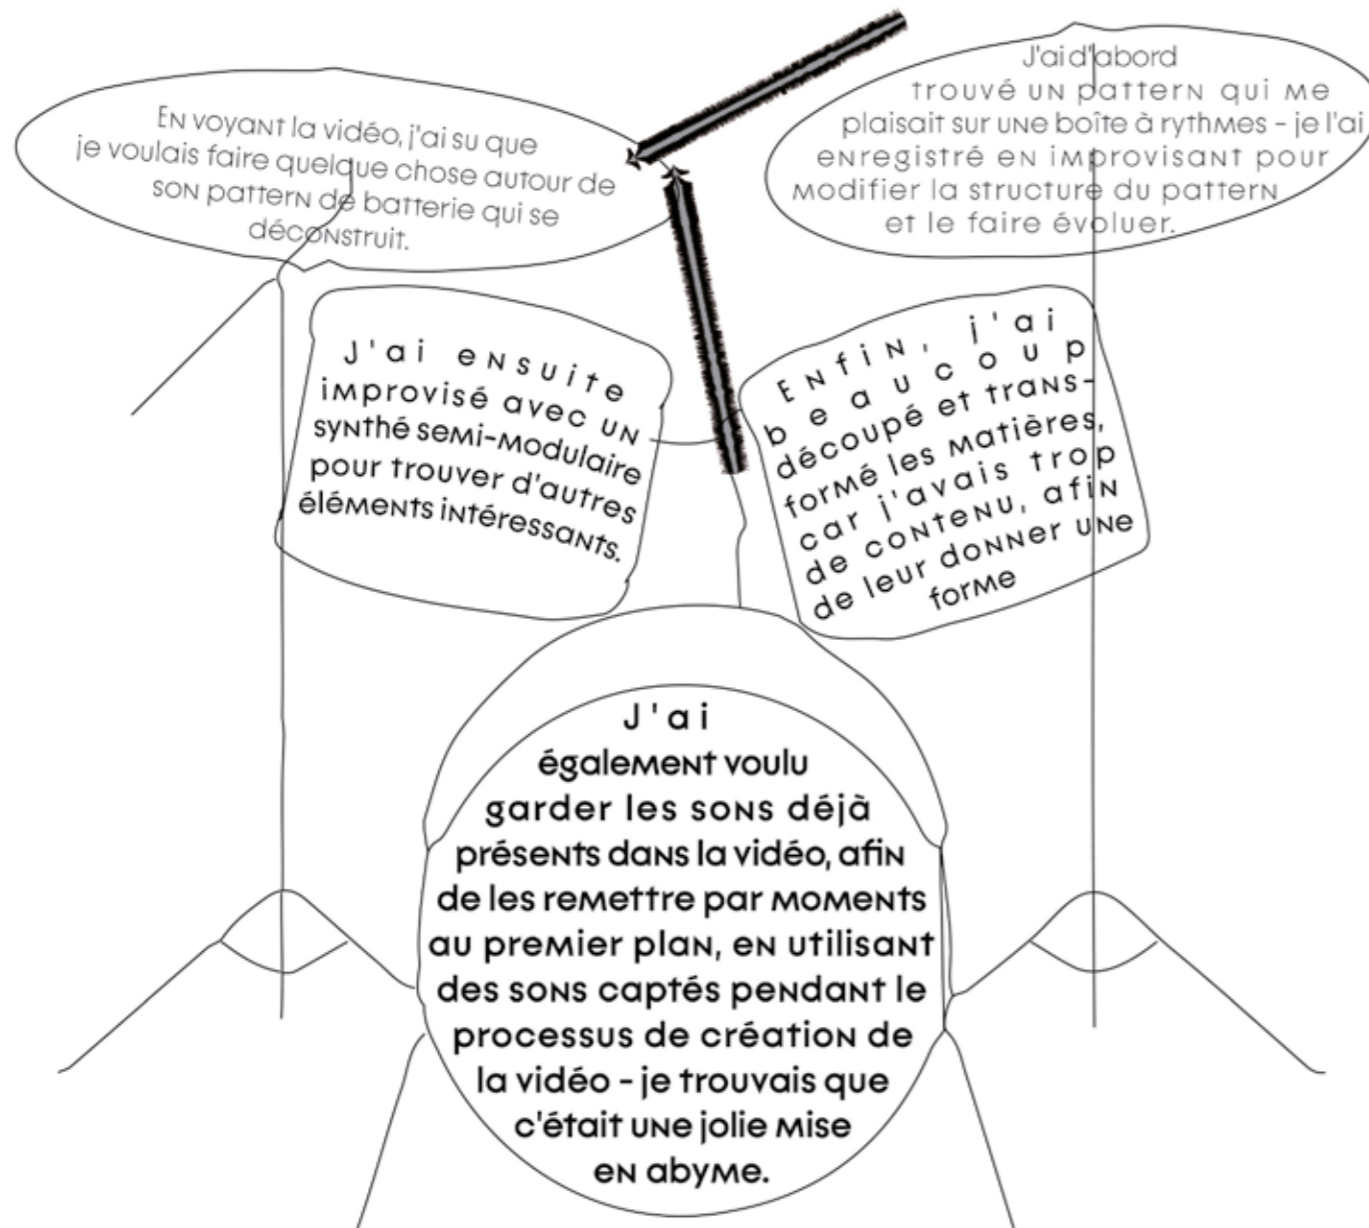 En voyant la vidéo, j'ai su que
je voulais faire quelque chose autour de
son pattern de batterie qui se
déconstruit.
J'ai d'abord
trouvé un pattern qui me
plaisait sur une boîte à rythmes - je l'ai
enregistré en improvisant pour
modifier la structure du pattern
et le faire évoluer.
J'ai ensuite
improvisé avec un
synthé semi-modulaire
pour trouver d'autres
éléments intéressants.
Enfin, j'ai
beaucoup
découpé et trans-
formé les matières,
car j'avais trop
de contenu, afin
de leur donner une
forme
J'ai
également voulu
garder les sons déjà
présents dans la vidéo, afin
de les remettre par moments
au premier plan, en utilisant
des sons captés pendant le
processus de création de
la vidéo - je trouvais que
c'était une jolie mise
en abyme.